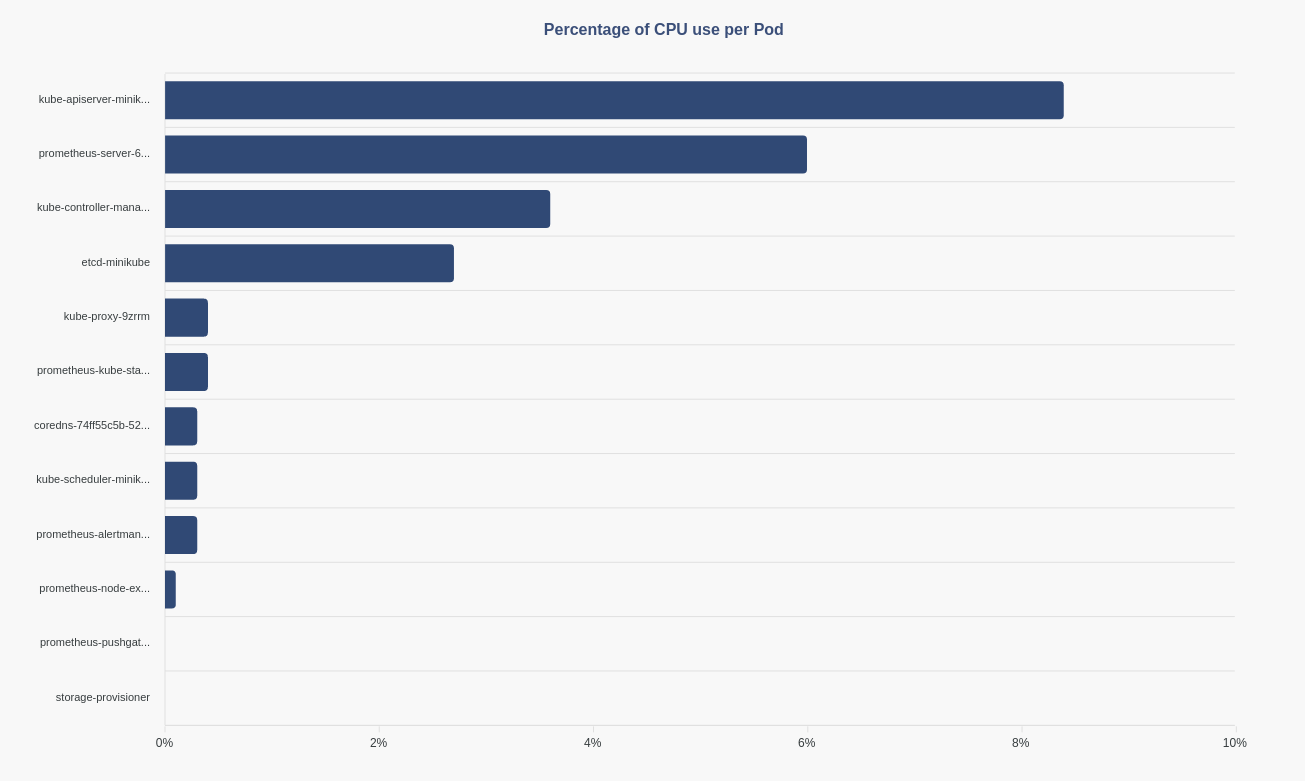 Percentage of CPU use per Pod
kube-apiserver-minik...
prometheus-server-6...
kube-controller-mana...
etcd-minikube
kube-proxy-9zrrm
prometheus-kube-sta...
coredns-74ff55c5b-52...
kube-scheduler-minik...
prometheus-alertman...
prometheus-node-ex...
prometheus-pushgat...
storage-provisioner
0% 2% 4% 6% 8% 10%